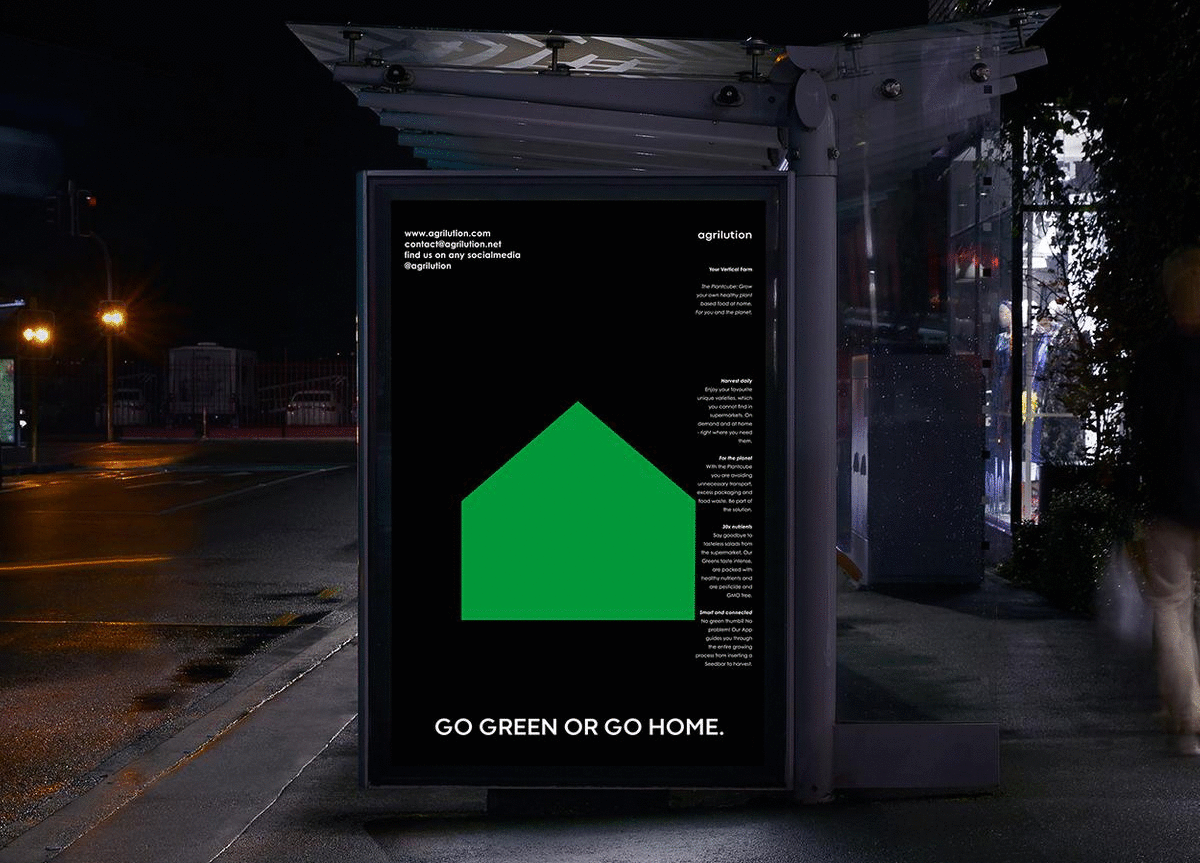 www.agrilution.com
contact@agrilution.net
find us on any socialmedia
@agrilution
agrilution
Your Vertical Farm
The Plantcube: Grow
your own healthy plant
based food at home.
For you and the planet.
Harvest daily
Enjoy your favourite
unique varieties, which
you cannot find in
supermarkets. On
demand and at home
- right where you need
them.
For the planet
With the Plantcube
you are avoiding
unnecessary transport,
excess packaging and
food waste. Be part of
the solution.
30x nutrients
Say goodbye to
tasteless salads from
the supermarket. Our
Greens taste intense,
are packed with
healthy nutrients and
are pesticide and
GMO free.
Smart and connected
No green thumb? No
problem! Our App
guides you through
the entire growing
process from inserting a
Seedbar to harvest.
GO GREEN OR GO HOME.